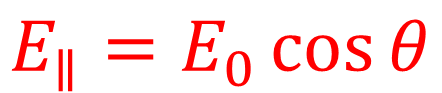 E∥ = E₀ cos θ